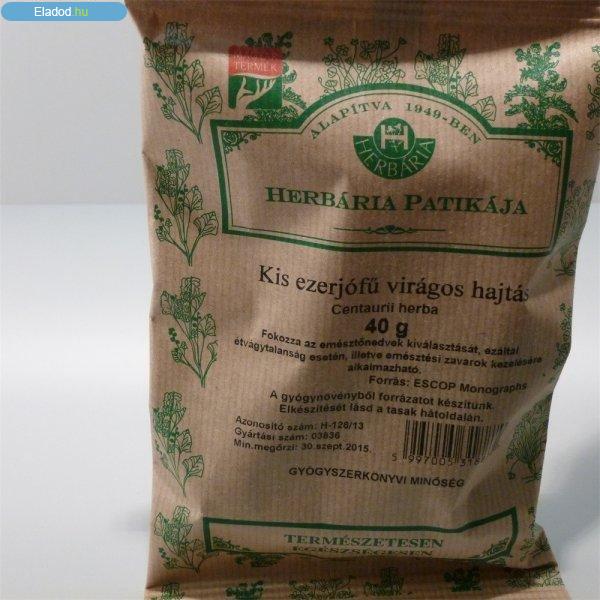 Eladod.hu
TERMÉK
ALAPÍTVA 1949-BEN
H
HERBÁRIA
HERBÁRIA PATIKÁJA
Kis ezerjófű virágos hajtás
Centaurii herba
40 g
Fokozza az emésztőnedvek kiválasztását, ezáltal
étvágytalanság esetén, illetve emésztési zavarok kezelésére
alkalmazható.
Forrás: ESCOP Monographs
A gyógynövényből forrázatot készítünk.
Elkészítését lásd a tasak hátoldalán.
Azonosító szám: H-126/13
Gyártási szám: 03836
Min.megőrzi: 30.szept.2015.
GYÓGYSZERKÖNYVI MINŐSÉG
TERMÉSZETESEN
EGÉSZSÉGESEN